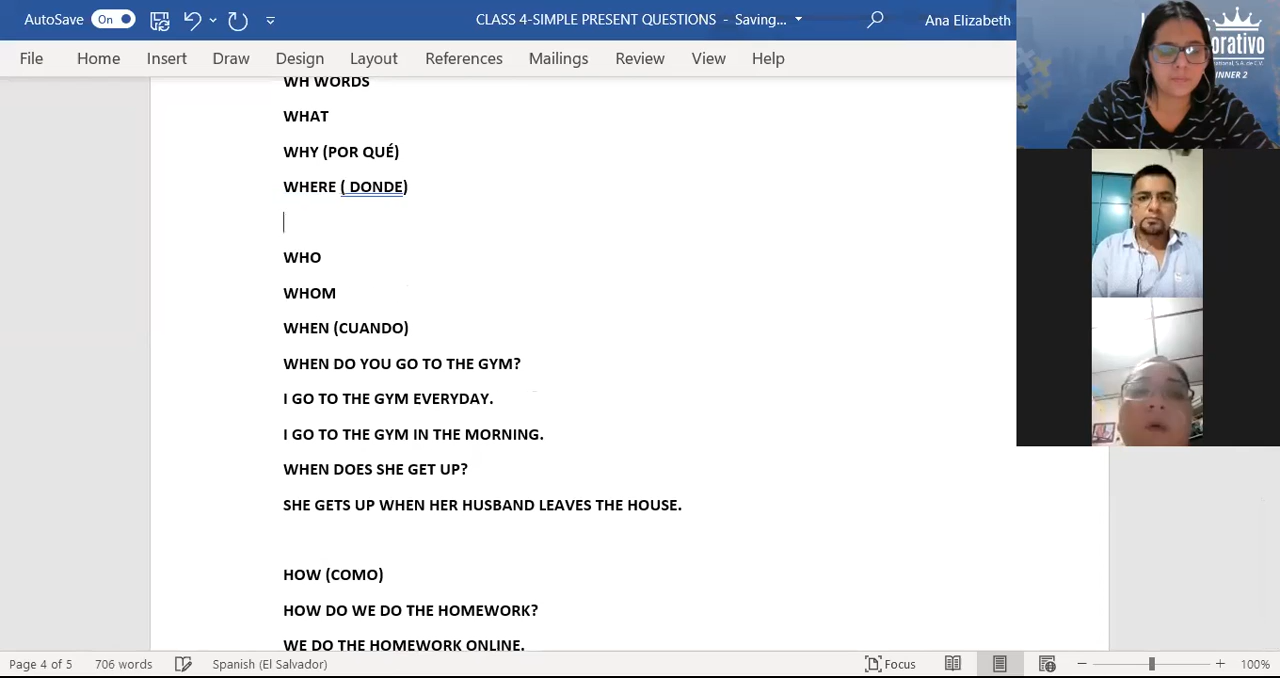 AutoSave On CLASS 4-SIMPLE PRESENT QUESTIONS - Saving... Ana Elizabeth
File Home Insert Draw Design Layout References Mailings Review View Help
orativo
INNER 2
WH WORDS
WHAT
WHY (POR QUÉ)
WHERE ( DONDE)
WHO
WHOM
WHEN (CUANDO)
WHEN DO YOU GO TO THE GYM?
I GO TO THE GYM EVERYDAY.
I GO TO THE GYM IN THE MORNING.
WHEN DOES SHE GET UP?
SHE GETS UP WHEN HER HUSBAND LEAVES THE HOUSE.
HOW (COMO)
HOW DO WE DO THE HOMEWORK?
WE DO THE HOMEWORK ONLINE.
Page 4 of 5 706 words Spanish (El Salvador) Focus 100%